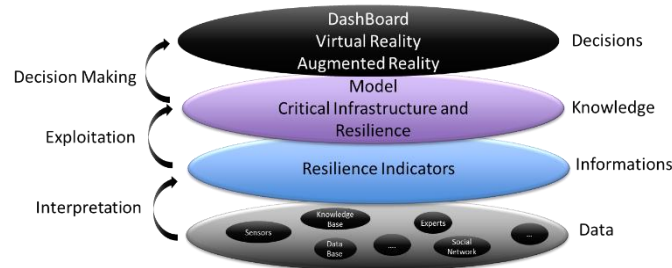 DashBoard
Virtual Reality
Augmented Reality
Decisions
Decision Making
Model
Critical Infrastructure and
Resilience
Knowledge
Exploitation
Resilience Indicators
Informations
Interpretation
Sensors
Knowledge
Base
Experts
...
Data
Base
....
Social
Network
Data